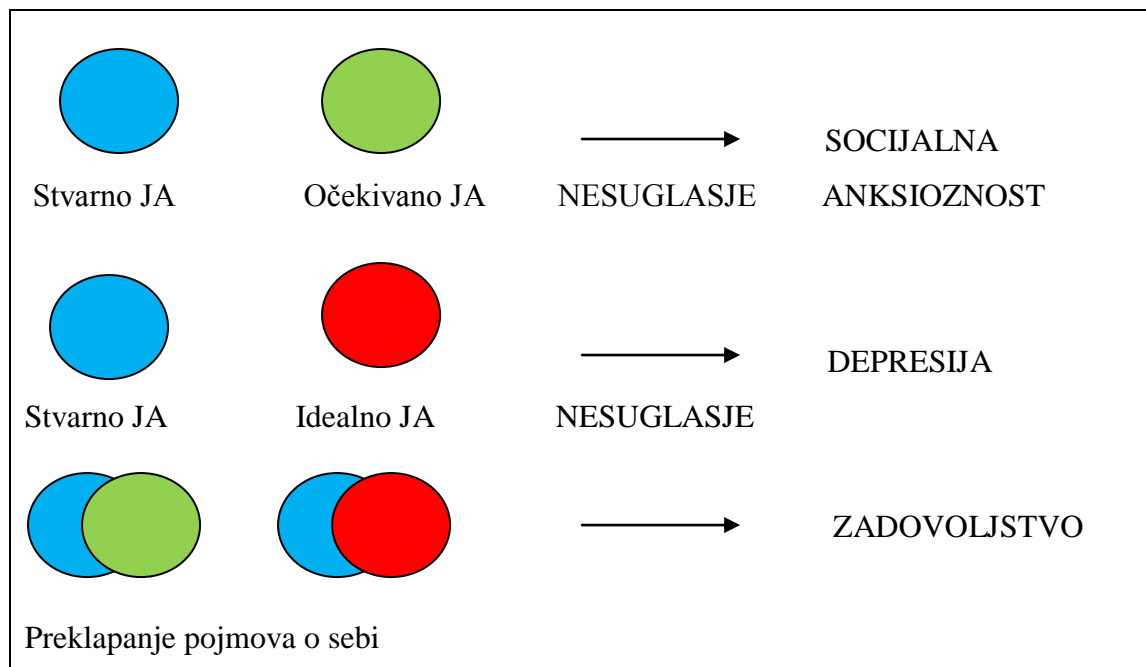 SOCIJALNA
Stvarno JA Očekivano JA NESUGLASJE ANKSIOZNOST
DEPRESIJA
Stvarno JA Idealno JA NESUGLASJE
ZADOVOLJSTVO
Preklapanje pojmova o sebi